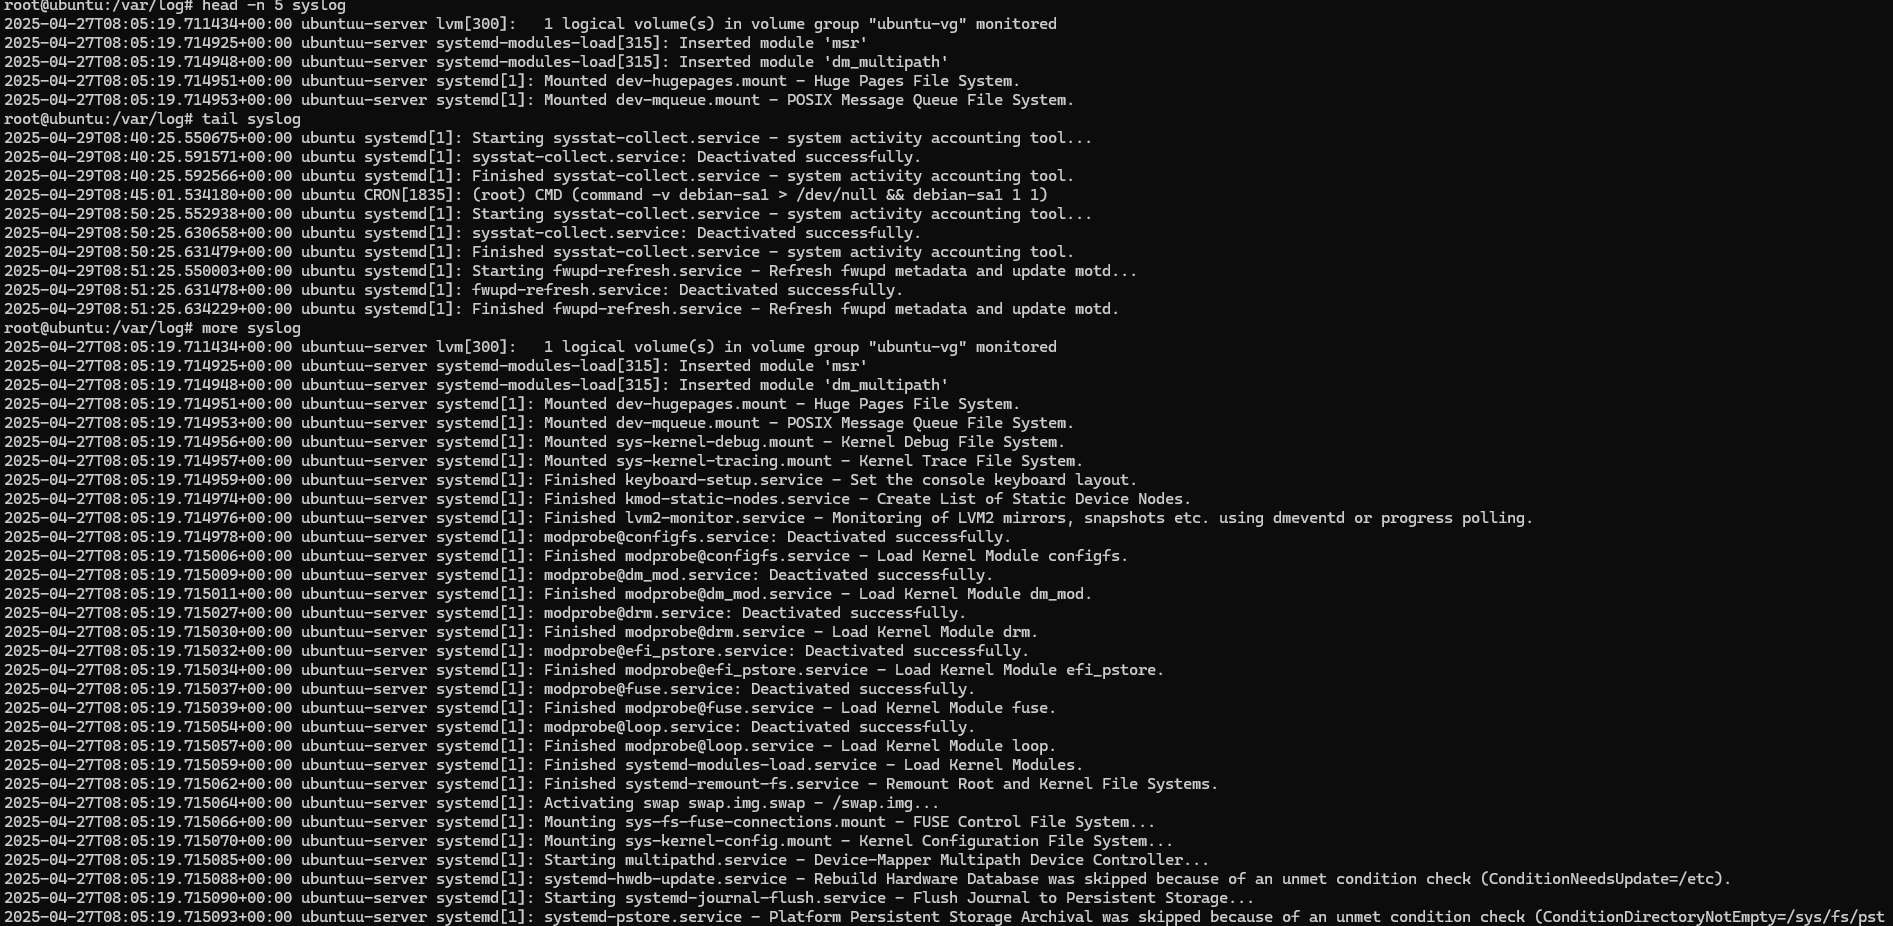 root@ubuntu:/var/log# head -n 5 syslog
2025-04-27T08:05:19.711434+00:00 ubuntuu-server lvm[300]:   1 logical volume(s) in volume group "ubuntu-vg" monitored
2025-04-27T08:05:19.714925+00:00 ubuntuu-server systemd-modules-load[315]: Inserted module 'msr'
2025-04-27T08:05:19.714948+00:00 ubuntuu-server systemd-modules-load[315]: Inserted module 'dm_multipath'
2025-04-27T08:05:19.714951+00:00 ubuntuu-server systemd[1]: Mounted dev-hugepages.mount - Huge Pages File System.
2025-04-27T08:05:19.714953+00:00 ubuntuu-server systemd[1]: Mounted dev-mqueue.mount - POSIX Message Queue File System.
root@ubuntu:/var/log# tail syslog
2025-04-29T08:40:25.550675+00:00 ubuntu systemd[1]: Starting sysstat-collect.service - system activity accounting tool...
2025-04-29T08:40:25.591571+00:00 ubuntu systemd[1]: sysstat-collect.service: Deactivated successfully.
2025-04-29T08:40:25.592566+00:00 ubuntu systemd[1]: Finished sysstat-collect.service - system activity accounting tool.
2025-04-29T08:45:01.534180+00:00 ubuntu CRON[1835]: (root) CMD (command -v debian-sa1 > /dev/null && debian-sa1 1 1)
2025-04-29T08:50:25.552938+00:00 ubuntu systemd[1]: Starting sysstat-collect.service - system activity accounting tool...
2025-04-29T08:50:25.630658+00:00 ubuntu systemd[1]: sysstat-collect.service: Deactivated successfully.
2025-04-29T08:50:25.631479+00:00 ubuntu systemd[1]: Finished sysstat-collect.service - system activity accounting tool.
2025-04-29T08:51:25.550003+00:00 ubuntu systemd[1]: Starting fwupd-refresh.service - Refresh fwupd metadata and update motd...
2025-04-29T08:51:25.631478+00:00 ubuntu systemd[1]: fwupd-refresh.service: Deactivated successfully.
2025-04-29T08:51:25.634229+00:00 ubuntu systemd[1]: Finished fwupd-refresh.service - Refresh fwupd metadata and update motd.
root@ubuntu:/var/log# more syslog
2025-04-27T08:05:19.711434+00:00 ubuntuu-server lvm[300]:   1 logical volume(s) in volume group "ubuntu-vg" monitored
2025-04-27T08:05:19.714925+00:00 ubuntuu-server systemd-modules-load[315]: Inserted module 'msr'
2025-04-27T08:05:19.714948+00:00 ubuntuu-server systemd-modules-load[315]: Inserted module 'dm_multipath'
2025-04-27T08:05:19.714951+00:00 ubuntuu-server systemd[1]: Mounted dev-hugepages.mount - Huge Pages File System.
2025-04-27T08:05:19.714953+00:00 ubuntuu-server systemd[1]: Mounted dev-mqueue.mount - POSIX Message Queue File System.
2025-04-27T08:05:19.714956+00:00 ubuntuu-server systemd[1]: Mounted sys-kernel-debug.mount - Kernel Debug File System.
2025-04-27T08:05:19.714957+00:00 ubuntuu-server systemd[1]: Mounted sys-kernel-tracing.mount - Kernel Trace File System.
2025-04-27T08:05:19.714959+00:00 ubuntuu-server systemd[1]: Finished keyboard-setup.service - Set the console keyboard layout.
2025-04-27T08:05:19.714974+00:00 ubuntuu-server systemd[1]: Finished kmod-static-nodes.service - Create List of Static Device Nodes.
2025-04-27T08:05:19.714976+00:00 ubuntuu-server systemd[1]: Finished lvm2-monitor.service - Monitoring of LVM2 mirrors, snapshots etc. using dmeventd or progress polling.
2025-04-27T08:05:19.714978+00:00 ubuntuu-server systemd[1]: modprobe@configfs.service: Deactivated successfully.
2025-04-27T08:05:19.715006+00:00 ubuntuu-server systemd[1]: Finished modprobe@configfs.service - Load Kernel Module configfs.
2025-04-27T08:05:19.715009+00:00 ubuntuu-server systemd[1]: modprobe@dm_mod.service: Deactivated successfully.
2025-04-27T08:05:19.715011+00:00 ubuntuu-server systemd[1]: Finished modprobe@dm_mod.service - Load Kernel Module dm_mod.
2025-04-27T08:05:19.715027+00:00 ubuntuu-server systemd[1]: modprobe@drm.service: Deactivated successfully.
2025-04-27T08:05:19.715030+00:00 ubuntuu-server systemd[1]: Finished modprobe@drm.service - Load Kernel Module drm.
2025-04-27T08:05:19.715032+00:00 ubuntuu-server systemd[1]: modprobe@efi_pstore.service: Deactivated successfully.
2025-04-27T08:05:19.715034+00:00 ubuntuu-server systemd[1]: Finished modprobe@efi_pstore.service - Load Kernel Module efi_pstore.
2025-04-27T08:05:19.715037+00:00 ubuntuu-server systemd[1]: modprobe@fuse.service: Deactivated successfully.
2025-04-27T08:05:19.715039+00:00 ubuntuu-server systemd[1]: Finished modprobe@fuse.service - Load Kernel Module fuse.
2025-04-27T08:05:19.715054+00:00 ubuntuu-server systemd[1]: modprobe@loop.service: Deactivated successfully.
2025-04-27T08:05:19.715057+00:00 ubuntuu-server systemd[1]: Finished modprobe@loop.service - Load Kernel Module loop.
2025-04-27T08:05:19.715059+00:00 ubuntuu-server systemd[1]: Finished systemd-modules-load.service - Load Kernel Modules.
2025-04-27T08:05:19.715062+00:00 ubuntuu-server systemd[1]: Finished systemd-remount-fs.service - Remount Root and Kernel File Systems.
2025-04-27T08:05:19.715064+00:00 ubuntuu-server systemd[1]: Activating swap swap.img.swap - /swap.img...
2025-04-27T08:05:19.715066+00:00 ubuntuu-server systemd[1]: Mounting sys-fs-fuse-connections.mount - FUSE Control File System...
2025-04-27T08:05:19.715070+00:00 ubuntuu-server systemd[1]: Mounting sys-kernel-config.mount - Kernel Configuration File System...
2025-04-27T08:05:19.715085+00:00 ubuntuu-server systemd[1]: Starting multipathd.service - Device-Mapper Multipath Device Controller...
2025-04-27T08:05:19.715088+00:00 ubuntuu-server systemd[1]: systemd-hwdb-update.service - Rebuild Hardware Database was skipped because of an unmet condition check (ConditionNeedsUpdate=/etc).
2025-04-27T08:05:19.715090+00:00 ubuntuu-server systemd[1]: Starting systemd-journal-flush.service - Flush Journal to Persistent Storage...
2025-04-27T08:05:19.715093+00:00 ubuntuu-server systemd[1]: systemd-pstore.service - Platform Persistent Storage Archival was skipped because of an unmet condition check (ConditionDirectoryNotEmpty=/sys/fs/pst